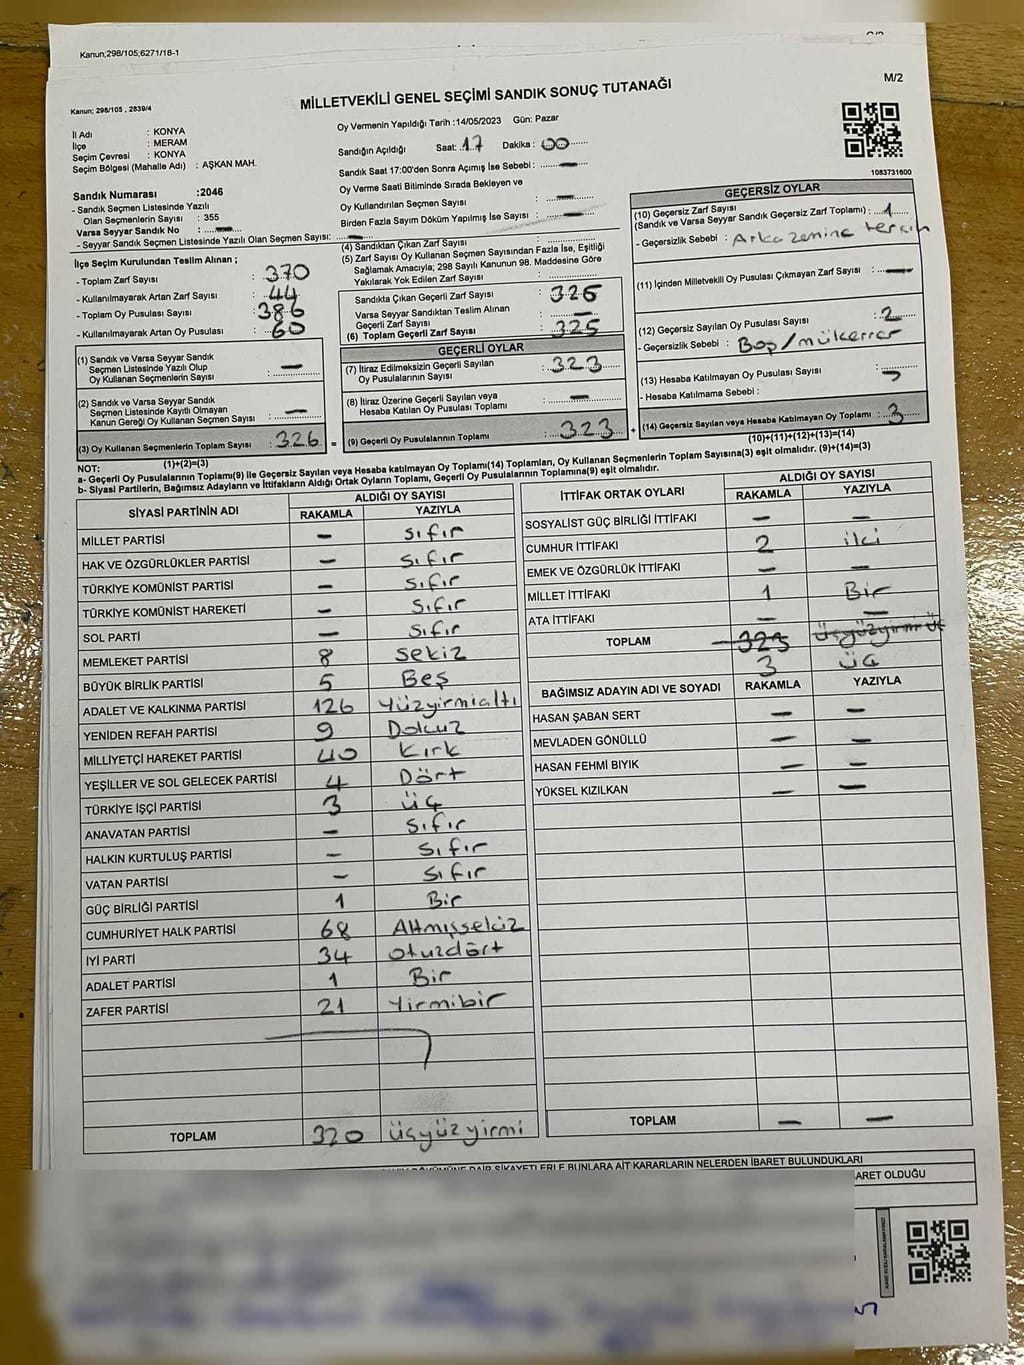 Kanun;298/105;6271/18-1
Kanun; 298/105 , 2839/4
M/2
MİLLETVEKİLİ GENEL SEÇİMİ SANDIK SONUÇ TUTANAĞI
İl Adı : KONYA
İlçe : MERAM
Seçim Çevresi : KONYA
Seçim Bölgesi (Mahalle Adı) : AŞKAN MAH.
Oy Vermenin Yapıldığı Tarih :14/05/2023 Gün: Pazar
Sandığın Açıldığı Saat: 17 Dakika : 00
Sandık Saat 17:00'den Sonra Açımış İse Sebebi : —
Oy Verme Saati Bitiminde Sırada Bekleyen ve
Oy Kullandırılan Seçmen Sayısı : —
Birden Fazla Sayım Döküm Yapılmış İse Sayısı : —
1083731600
Sandık Numarası :2046
- Sandık Seçmen Listesinde Yazılı
Olan Seçmenlerin Sayısı : 355
Varsa Seyyar Sandık No : —
- Seyyar Sandık Seçmen Listesinde Yazılı Olan Seçmen Sayısı: —
İlçe Seçim Kurulundan Teslim Alınan ;
- Toplam Zarf Sayısı : 370
- Kullanılmayarak Artan Zarf Sayısı : 44
- Toplam Oy Pusulası Sayısı : 386
- Kullanılmayarak Artan Oy Pusulası : 60
(1) Sandık ve Varsa Seyyar Sandık
Seçmen Listesinde Yazılı Olup
Oy Kullanan Seçmenlerin Sayısı : —
(2) Sandık ve Varsa Seyyar Sandık
Seçmen Listesinde Kayıtlı Olmayan
Kanun Gereği Oy Kullanan Seçmen Sayısı : —
(3) Oy Kullanan Seçmenlerin Toplam Sayısı : 326
(1)+(2)=(3)
(4) Sandıktan Çıkan Zarf Sayısı :
(5) Zarf Sayısı Oy Kullanan Seçmen Sayısından Fazla İse, Eşitliği
Sağlamak Amacıyla; 298 Sayılı Kanunun 98. Maddesine Göre
Yakılarak Yok Edilen Zarf Sayısı :
Sandıkta Çıkan Geçerli Zarf Sayısı : 325
Varsa Seyyar Sandıktan Teslim Alınan
Geçerli Zarf Sayısı : —
(6) Toplam Geçerli Zarf Sayısı : 325
GEÇERLİ OYLAR
(7) İtiraz Edilmeksizin Geçerli Sayılan
Oy Pusulalarının Sayısı : 323
(8) İtiraz Üzerine Geçerli Sayılan veya
Hesaba Katılan Oy Pusulası Toplamı : —
= (9) Geçerli Oy Pusulalarının Toplamı : 323 +
GEÇERSİZ OYLAR
(10) Geçersiz Zarf Sayısı
(Sandık ve Varsa Seyyar Sandık Geçersiz Zarf Toplamı) : 1
- Geçersizlik Sebebi : Arka zemine tercih
(11) İçinden Milletvekili Oy Pusulası Çıkmayan Zarf Sayısı : —
(12) Geçersiz Sayılan Oy Pusulası Sayısı : 2
- Geçersizlik Sebebi : Boş/mükerrer
(13) Hesaba Katılmayan Oy Pusulası Sayısı :
- Hesaba Katılmama Sebebi :
(14) Geçersiz Sayılan veya Hesaba Katılmayan Oy Toplamı : 3
(10)+(11)+(12)+(13)=(14)
NOT:
a- Geçerli Oy Pusulalarının Toplamı(9) ile Geçersiz Sayılan veya Hesaba katılmayan Oy Toplamı(14) Toplamları, Oy Kullanan Seçmenlerin Toplam Sayısına(3) eşit olmalıdır. (9)+(14)=(3)
b- Siyasi Partilerin, Bağımsız Adayların ve İttifakların Aldığı Ortak Oyların Toplamı, Geçerli Oy Pusulalarının Toplamına(9) eşit olmalıdır.
SİYASİ PARTİNİN ADI ALDIĞI OY SAYISI
RAKAMLA YAZIYLA
MİLLET PARTİSİ — Sıfır
HAK VE ÖZGÜRLÜKLER PARTİSİ — Sıfır
TÜRKİYE KOMÜNİST PARTİSİ — Sıfır
TÜRKİYE KOMÜNİST HAREKETİ — Sıfır
SOL PARTİ — Sıfır
MEMLEKET PARTİSİ 8 Sekiz
BÜYÜK BİRLİK PARTİSİ 5 Beş
ADALET VE KALKINMA PARTİSİ 126 Yüzyirmialtı
YENİDEN REFAH PARTİSİ 9 Dokuz
MİLLİYETÇİ HAREKET PARTİSİ 40 Kırk
YEŞİLLER VE SOL GELECEK PARTİSİ 4 Dört
TÜRKİYE İŞÇİ PARTİSİ 3 üç
ANAVATAN PARTİSİ — Sıfır
HALKIN KURTULUŞ PARTİSİ — Sıfır
VATAN PARTİSİ — Sıfır
GÜÇ BİRLİĞİ PARTİSİ 1 Bir
CUMHURİYET HALK PARTİSİ 68 Altmışsekiz
İYİ PARTİ 34 otuzdört
ADALET PARTİSİ 1 Bir
ZAFER PARTİSİ 21 Yirmibir
TOPLAM 320 üçyüzyirmi
İTTİFAK ORTAK OYLARI ALDIĞI OY SAYISI
RAKAMLA YAZIYLA
SOSYALİST GÜÇ BİRLİĞİ İTTİFAKI — —
CUMHUR İTTİFAKI 2 iki
EMEK VE ÖZGÜRLÜK İTTİFAKI — —
MİLLET İTTİFAKI 1 Bir
ATA İTTİFAKI — —
TOPLAM 323 üçyüzyirmi üç
3 üç
BAĞIMSIZ ADAYIN ADI VE SOYADI RAKAMLA YAZIYLA
HASAN ŞABAN SERT — —
MEVLADEN GÖNÜLLÜ — —
HASAN FEHMİ BIYIK — —
YÜKSEL KIZILKAN — —
TOPLAM — —
DÖKÜMÜNE DAİR ŞİKAYETLERLE BUNLARA AİT KARARLARIN NELERDEN İBARET BULUNDUKLARI
ARET OLDUĞU
KARE KODU KARALAMAYINIZ!